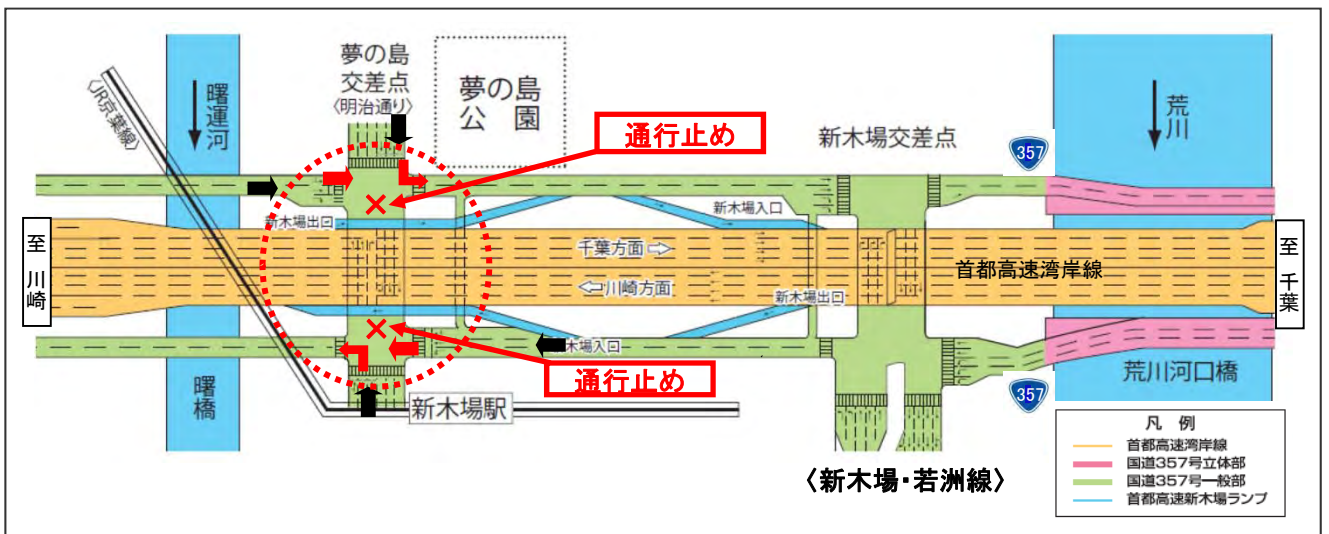 夢の島
交差点
〈明治通り〉
夢の島
公園
通行止め
新木場交差点
357
荒川
曙運河
〈JR京葉線〉
新木場出口
新木場入口
至 川崎
千葉方面
川崎方面
首都高速湾岸線
至 千葉
新木場出口
木場入口
通行止め
曙橋
新木場駅
357
荒川河口橋
〈新木場・若洲線〉
凡 例
首都高速湾岸線
国道357号立体部
国道357号一般部
首都高速新木場ランプ